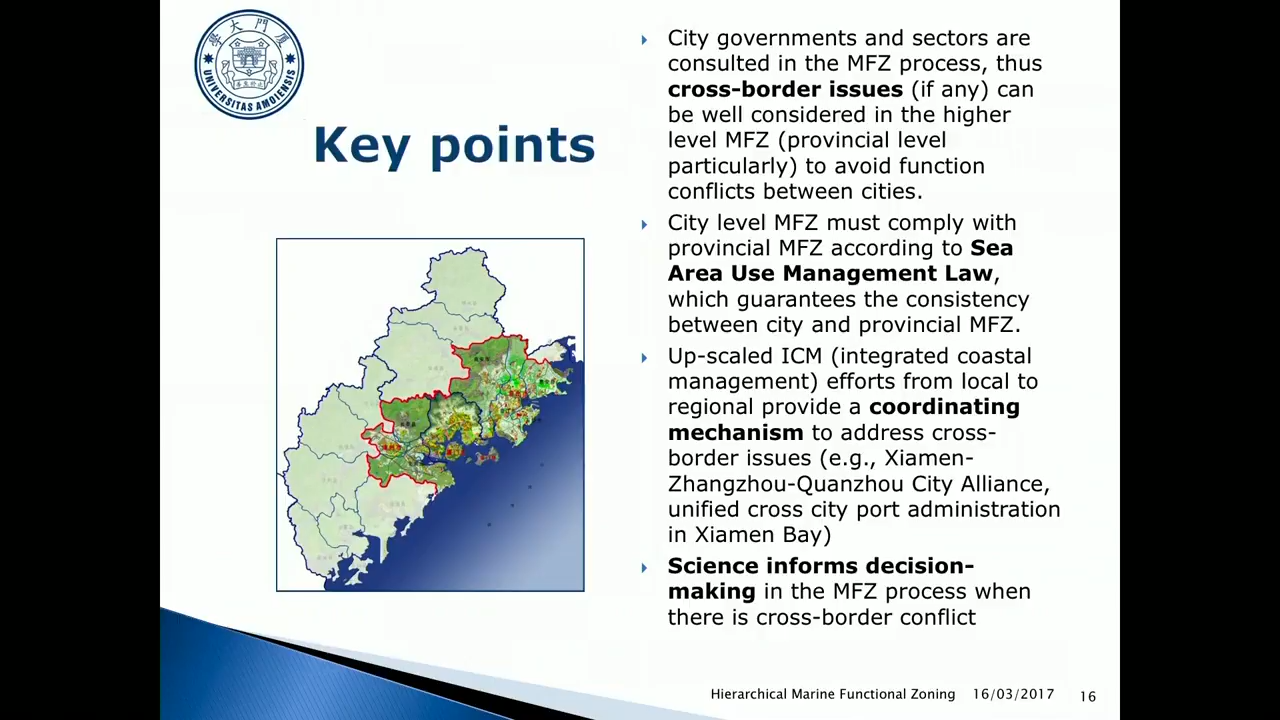 學大門廈
UNIVERSITAS AMOIENSIS
Key points
City governments and sectors are
consulted in the MFZ process, thus
cross-border issues (if any) can
be well considered in the higher
level MFZ (provincial level
particularly) to avoid function
conflicts between cities.
City level MFZ must comply with
provincial MFZ according to Sea
Area Use Management Law,
which guarantees the consistency
between city and provincial MFZ.
Up-scaled ICM (integrated coastal
management) efforts from local to
regional provide a coordinating
mechanism to address cross-
border issues (e.g., Xiamen-
Zhangzhou-Quanzhou City Alliance,
unified cross city port administration
in Xiamen Bay)
Science informs decision-
making in the MFZ process when
there is cross-border conflict
Hierarchical Marine Functional Zoning 16/03/2017 16